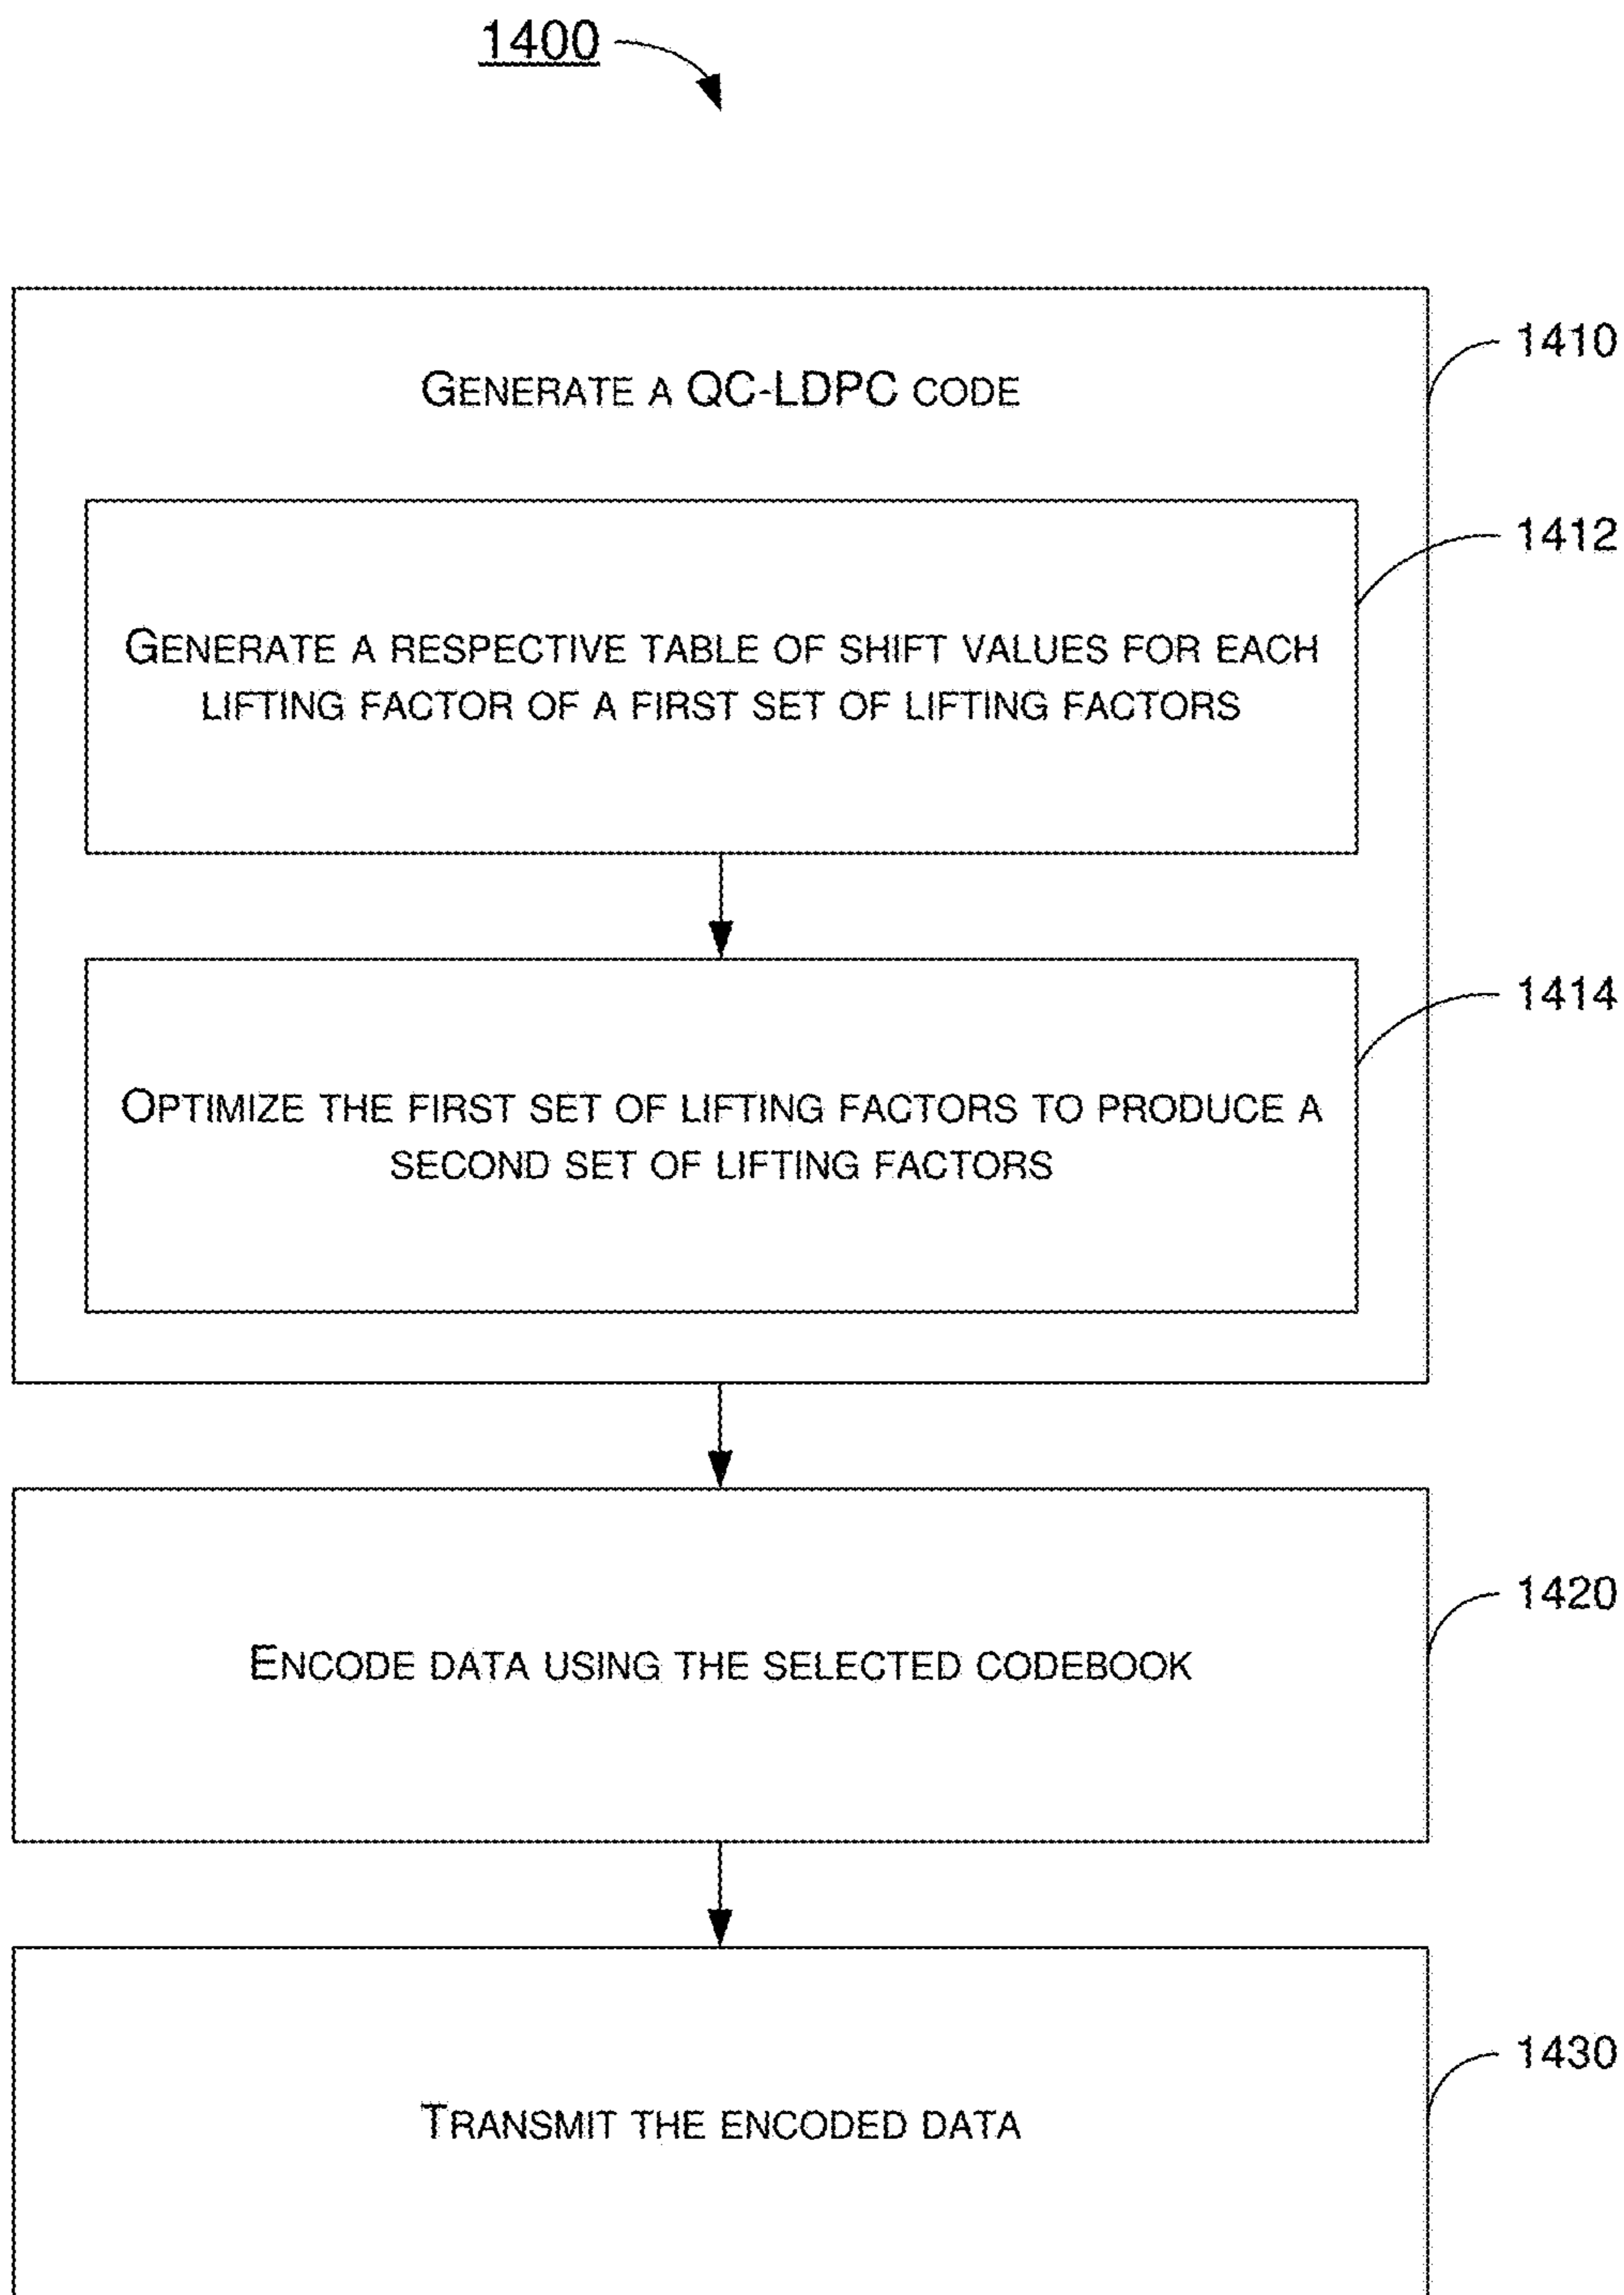 1400
1410
GENERATE A QC-LDPC CODE
1412
GENERATE A RESPECTIVE TABLE OF SHIFT VALUES FOR EACH
LIFTING FACTOR OF A FIRST SET OF LIFTING FACTORS
1414
OPTIMIZE THE FIRST SET OF LIFTING FACTORS TO PRODUCE A
SECOND SET OF LIFTING FACTORS
1420
ENCODE DATA USING THE SELECTED CODEBOOK
1430
TRANSMIT THE ENCODED DATA